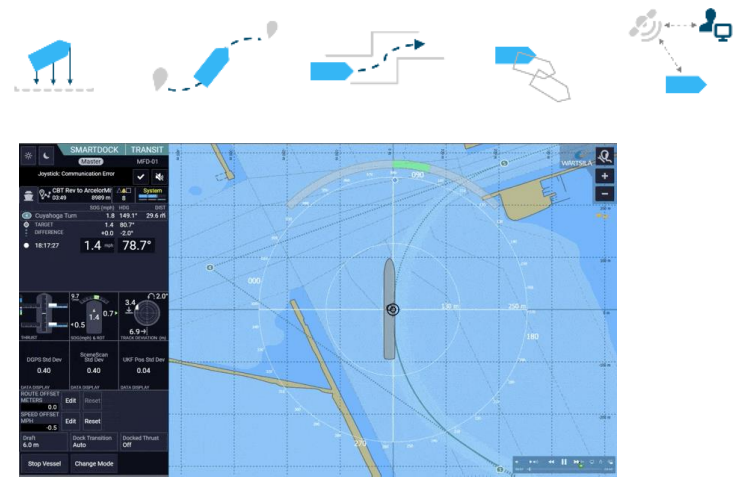 SMARTDOCK TRANSIT
Master MFD-01
Joystick: Communication Error
CBT Rev to ArcelorMi System
03:49 8989 m 8
SOG (mph) HDG DIST
Cuyahoga Turn 1.8 149.1° 29.6 m
TARGET 1.4 80.7°
DIFFERENCE +0.0 -2.0°
18:17:27 1.4 mph 78.7°
9.7 3.4 2.0°
1.4 0.7
+0.5 6.9
THRUST SOG(mph) & ROT TRACK DEVIATION (m)
DGPS Std Dev SceneScan Std Dev UKF Pos Std Dev
0.40 0.40 0.04
DATA DISPLAY DATA DISPLAY DATA DISPLAY
ROUTE OFFSET
METERS Edit Reset
0.0
SPEED OFFSET
MPH Edit Reset
-0.5
Draft Dock Transition Docked Thrust
6.0 m Auto Off
Stop Vessel Change Mode
WARTSILA
090
000
130 m 250 m
180
270